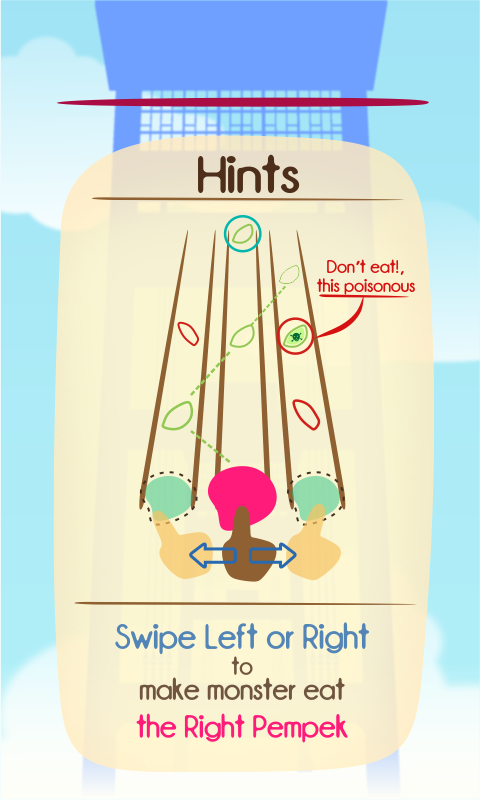 Hints
Don't eat!,
this poisonous
Swipe Left or Right
to
make monster eat
the Right Pempek